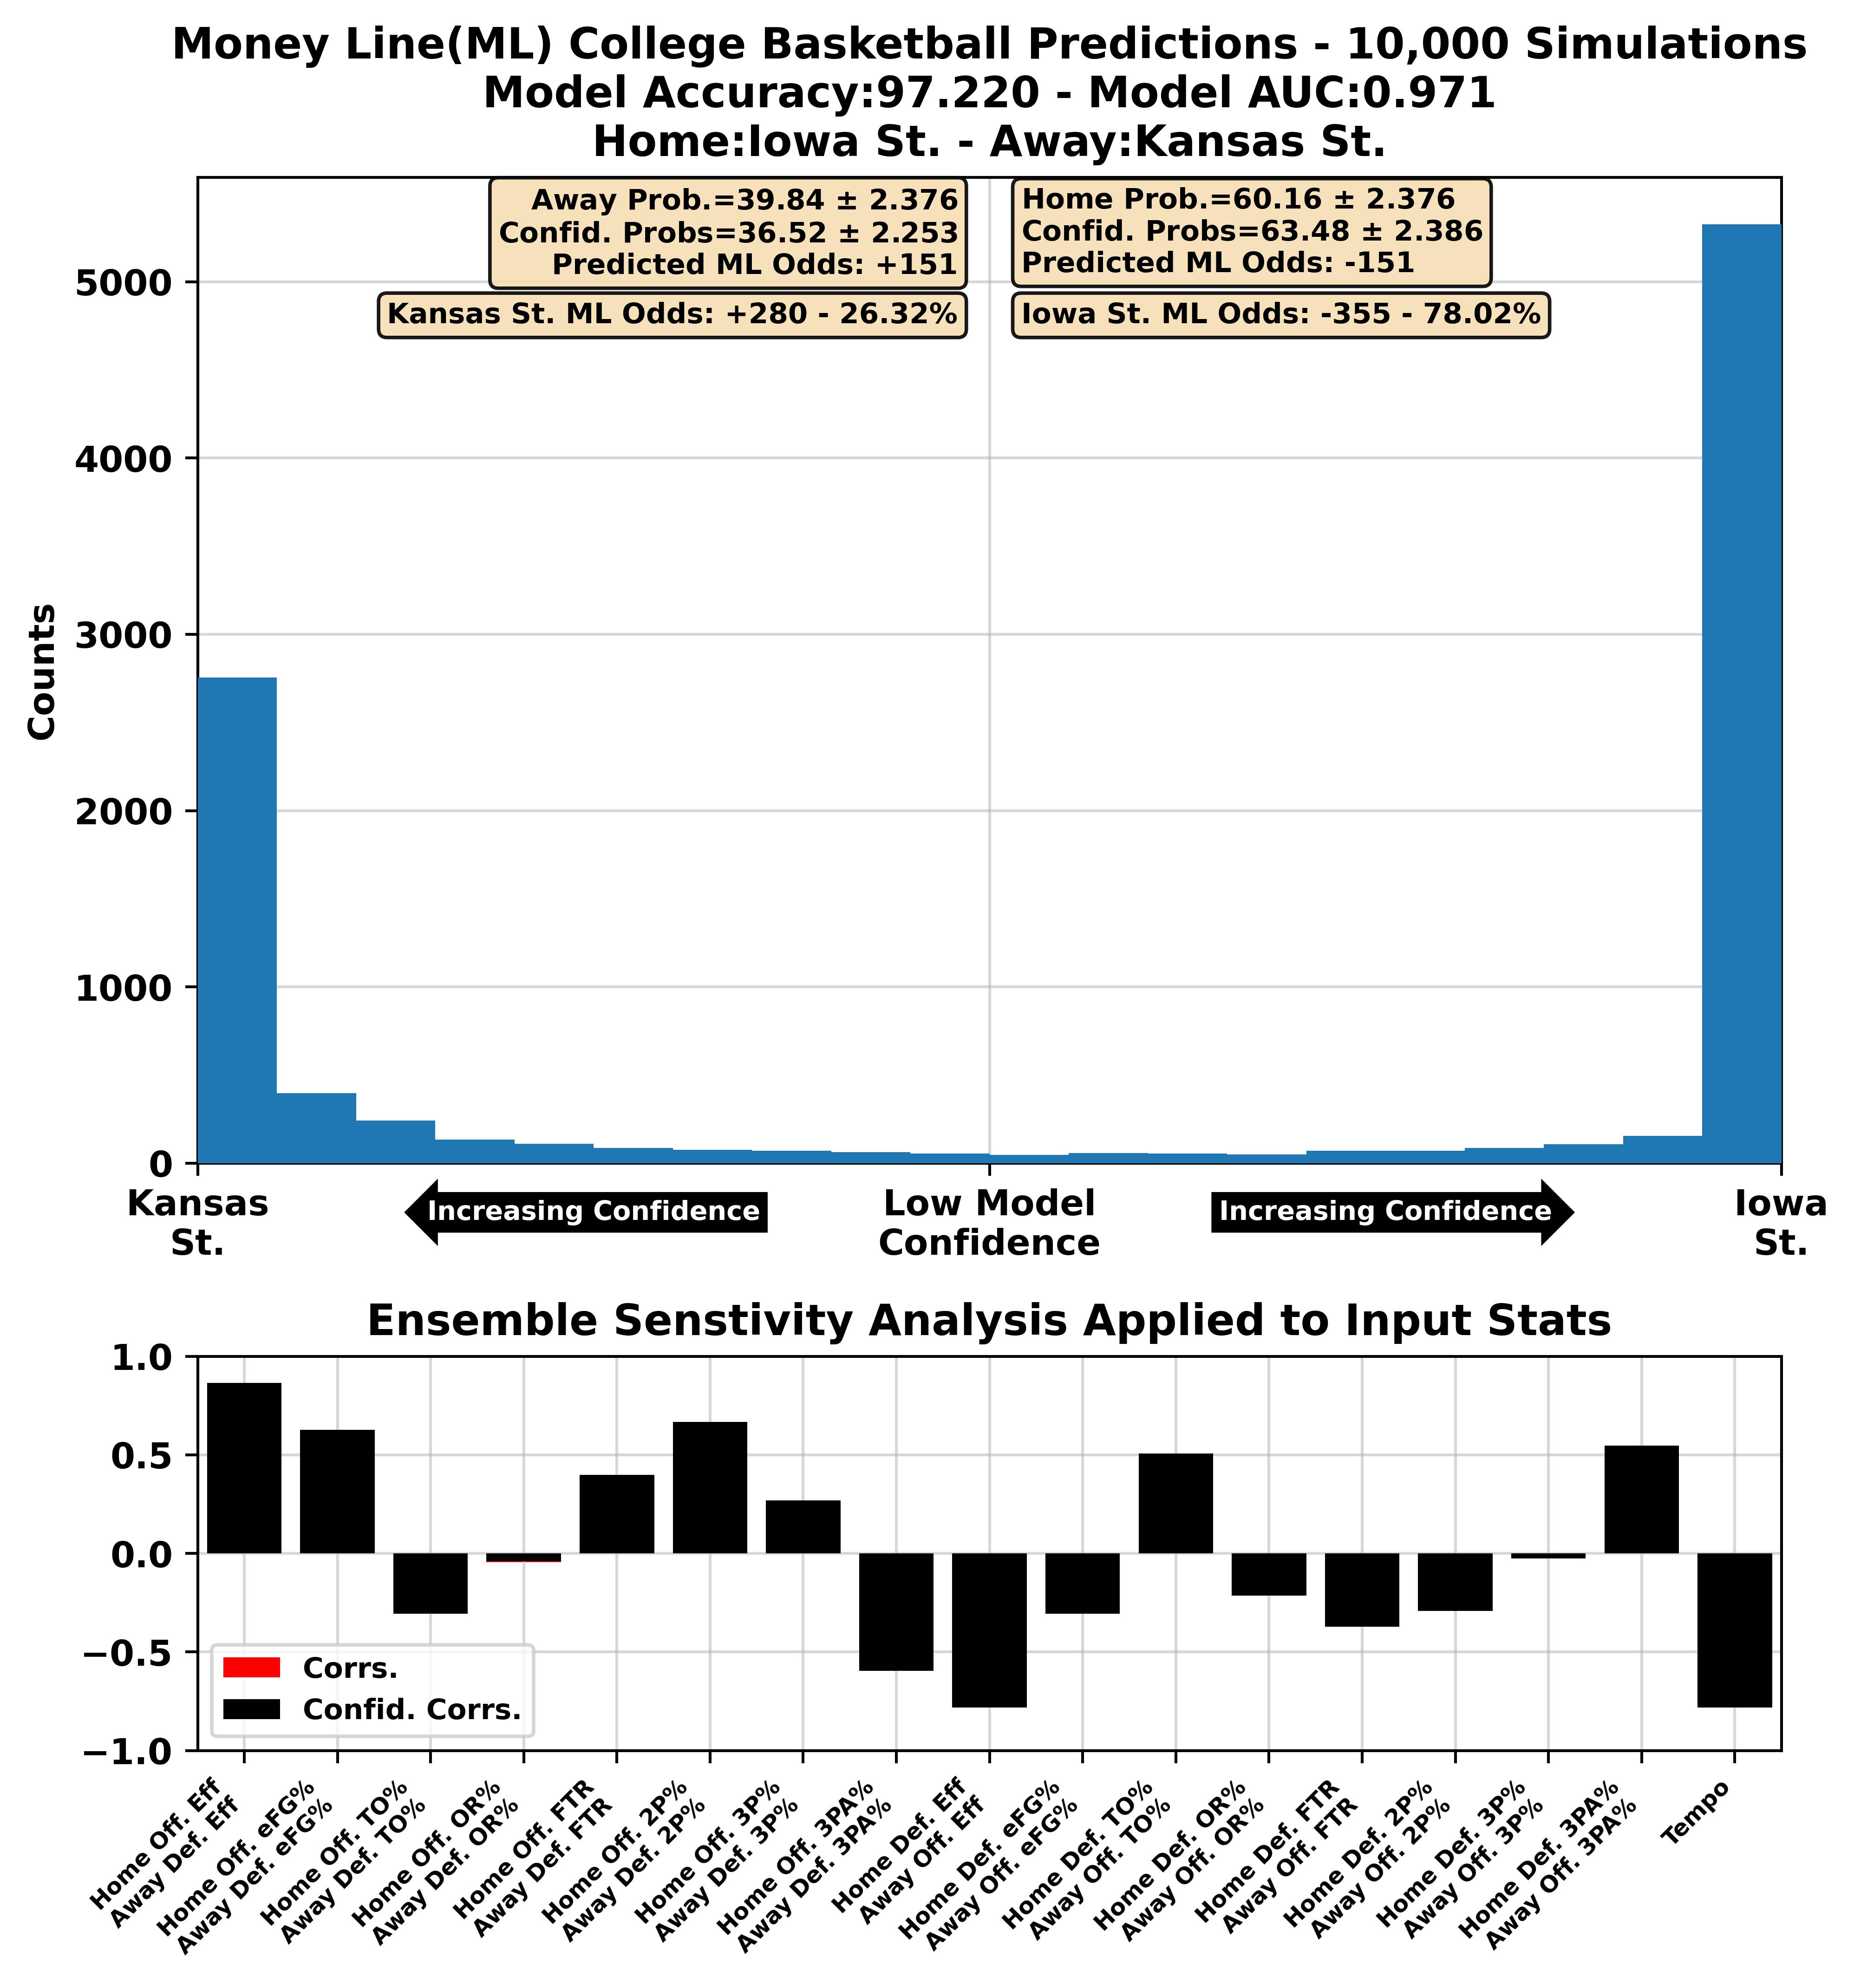 Money Line(ML) College Basketball Predictions - 10,000 Simulations
Model Accuracy:97.220 - Model AUC:0.971
Home:Iowa St. - Away:Kansas St.
Away Prob.=39.84 ± 2.376
Confid. Probs=36.52 ± 2.253
Predicted ML Odds: +151
Kansas St. ML Odds: +280 - 26.32%
Home Prob.=60.16 ± 2.376
Confid. Probs=63.48 ± 2.386
Predicted ML Odds: -151
Iowa St. ML Odds: -355 - 78.02%
Counts
5000
4000
3000
2000
1000
0
Kansas
St.
Increasing Confidence
Low Model
Confidence
Increasing Confidence
Iowa
St.
Ensemble Senstivity Analysis Applied to Input Stats
1.0
0.5
0.0
−0.5
−1.0
Corrs.
Confid. Corrs.
Home Off. Eff
Away Def. Eff
Home Off. eFG%
Away Def. eFG%
Home Off. TO%
Away Def. TO%
Home Off. OR%
Away Def. OR%
Home Off. FTR
Away Def. FTR
Home Off. 2P%
Away Def. 2P%
Home Off. 3P%
Away Def. 3P%
Home Off. 3PA%
Away Def. 3PA%
Home Def. Eff
Away Off. Eff
Home Def. eFG%
Away Off. eFG%
Home Def. TO%
Away Off. TO%
Home Def. OR%
Away Off. OR%
Home Def. FTR
Away Off. FTR
Home Def. 2P%
Away Off. 2P%
Home Def. 3P%
Away Off. 3P%
Home Def. 3PA%
Away Off. 3PA%
Tempo